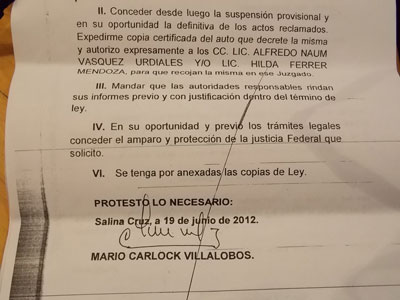 II. Conceder desde luego la suspensión provisional y
en su oportunidad la definitiva de los actos reclamados.
Expedirme copia certificada del auto que decrete la misma
y autorizo expresamente a los CC. LIC. ALFREDO NAUM
VASQUEZ URDIALES Y/O LIC. HILDA FERRER
MENDOZA, para que recojan la misma en ese Juzgado.
III. Mandar que las autoridades responsables rindan
sus informes previo y con justificación dentro del término de
ley.
IV. En su oportunidad y previo los trámites legales
conceder el amparo y protección de la justicia Federal que
solicito.
VI. Se tenga por anexadas las copias de Ley.
PROTESTO LO NECESARIO:
Salina Cruz, a 19 de junio de 2012.
MARIO CARLOCK VILLALOBOS.